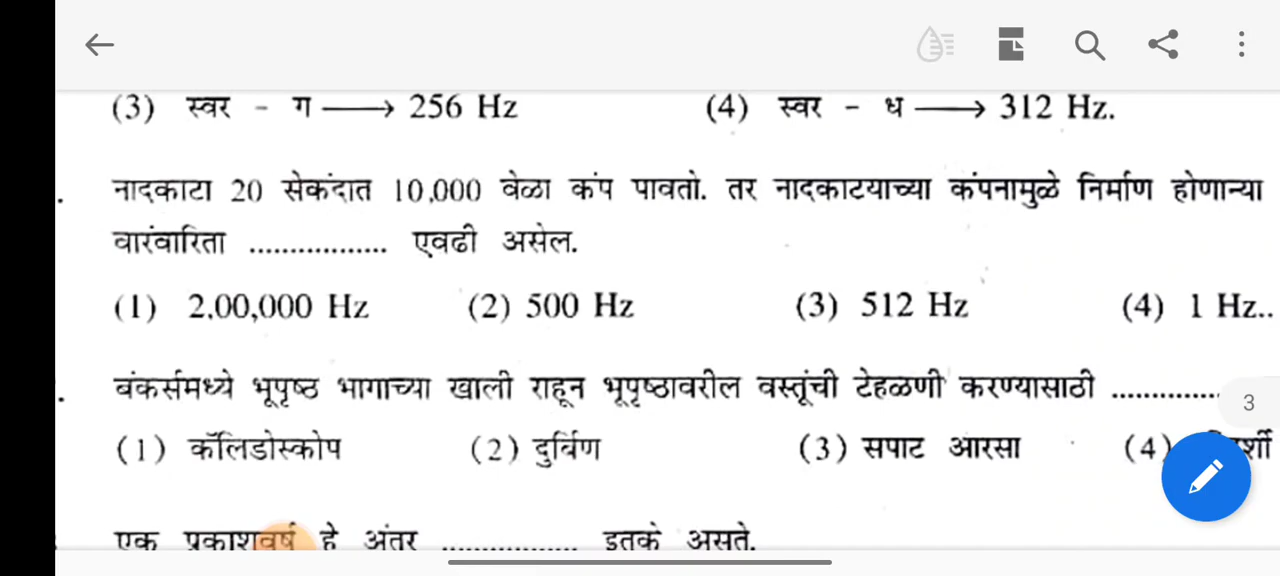 (3) स्वर - ग ⟶ 256 Hz (4) स्वर - ध ⟶ 312 Hz.
. नादकाटा 20 सेकंदात 10,000 वेळा कंप पावतो. तर नादकाटयाच्या कंपनामुळे निर्माण होणाऱ्या
वारंवारिता ................. एवढी असेल.
(1) 2,00,000 Hz (2) 500 Hz (3) 512 Hz (4) 1 Hz..
. बंकर्समध्ये भूपृष्ठ भागाच्या खाली राहून भूपृष्ठावरील वस्तूंची टेहळणी करण्यासाठी ..............
3
(1) कॅलिडोस्कोप (2) दुर्विण (3) सपाट आरसा (4)
एक प्रकाशवर्ष हे अंतर ................. इतके असते.